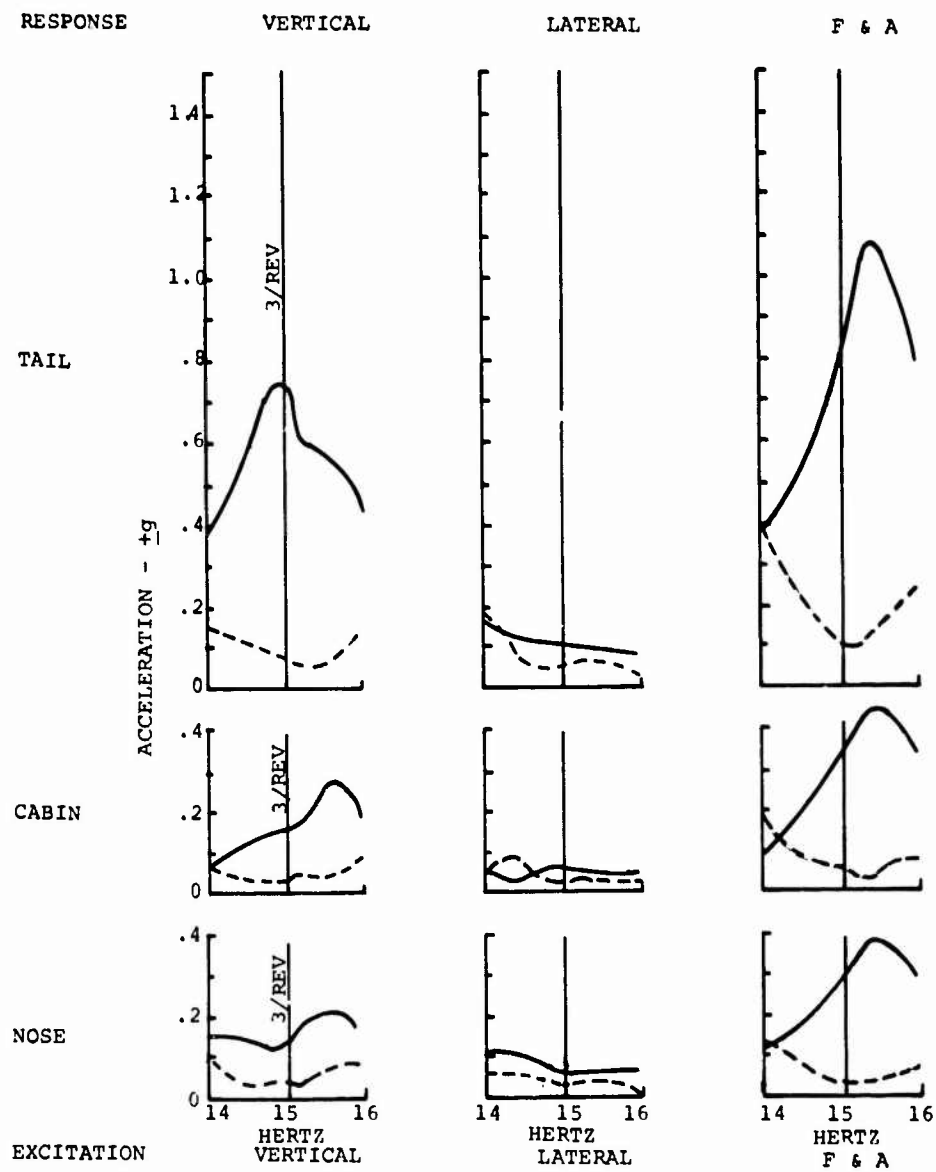 RESPONSE VERTICAL LATERAL F & A
1.4
1.2
3/REV
1.0
TAIL
.8
.6
.4
ACCELERATION - ±g
.2
0
.4
3/REV
CABIN
.2
0
.4
3/REV
NOSE
.2
0
14 15 16 14 15 16 14 15 16
HERTZ HERTZ HERTZ
EXCITATION VERTICAL LATERAL F & A